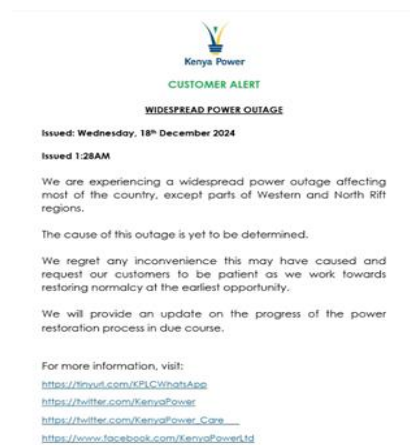 Kenya Power
CUSTOMER ALERT
WIDESPREAD POWER OUTAGE
Issued: Wednesday, 18th December 2024
Issued 1:28AM
We are experiencing a widespread power outage affecting
most of the country, except parts of Western and North Rift
regions.
The cause of this outage is yet to be determined.
We regret any inconvenience this may have caused and
request our customers to be patient as we work towards
restoring normalcy at the earliest opportunity.
We will provide an update on the progress of the power
restoration process in due course.
For more information, visit:
https://tinyurl.com/KPLCWhatsApp
https://twitter.com/KenyaPower
https://twitter.com/KenyaPower_Care
https://www.facebook.com/KenyaPowerLtd